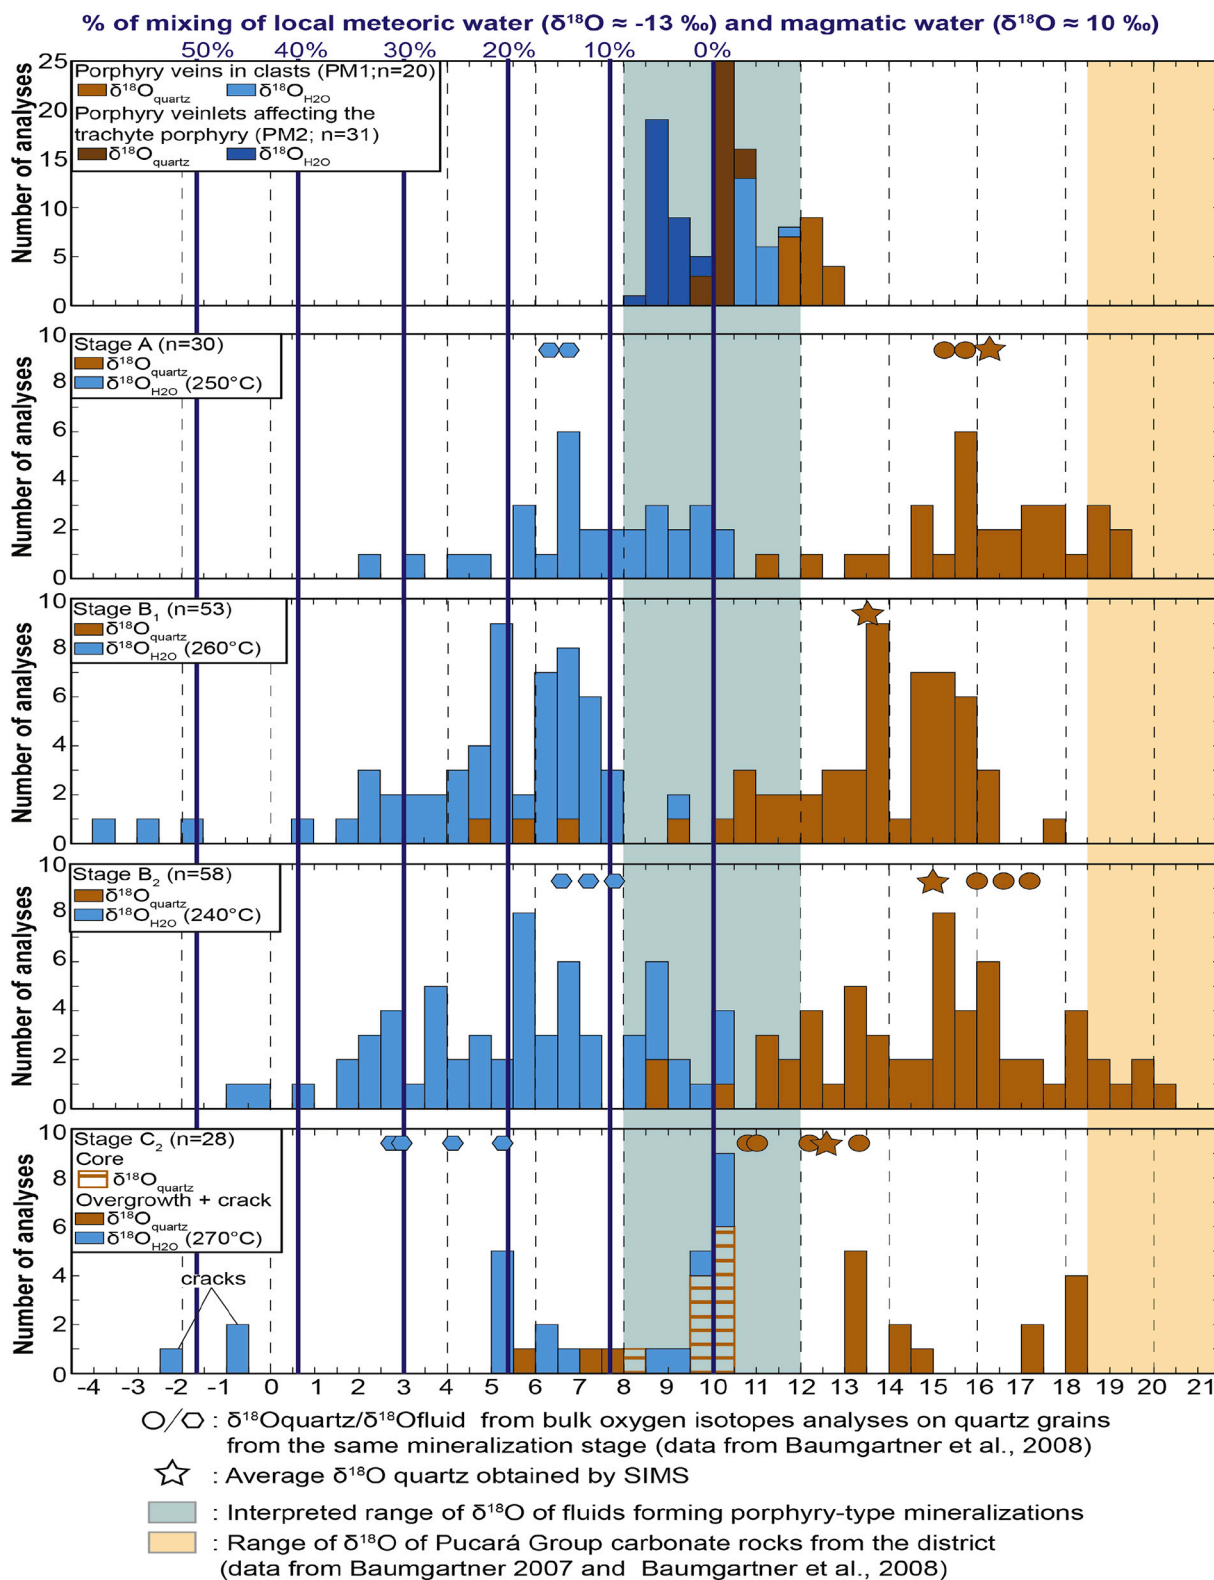 % of mixing of local meteoric water (δ¹⁸O ≈ -13 ‰) and magmatic water (δ¹⁸O ≈ 10 ‰)
50% 40% 30% 20% 10% 0%
Number of analyses
25
20
15
10
5
0
Porphyry veins in clasts (PM1;n=20)
δ¹⁸Oquartz δ¹⁸OH2O
Porphyry veinlets affecting the
trachyte porphyry (PM2; n=31)
δ¹⁸Oquartz δ¹⁸OH2O
Number of analyses
10
8
6
4
2
0
Stage A (n=30)
δ¹⁸Oquartz
δ¹⁸OH2O (250°C)
Number of analyses
10
8
6
4
2
0
Stage B1 (n=53)
δ¹⁸Oquartz
δ¹⁸OH2O (260°C)
Number of analyses
10
8
6
4
2
0
Stage B2 (n=58)
δ¹⁸Oquartz
δ¹⁸OH2O (240°C)
Number of analyses
10
8
6
4
2
0
Stage C2 (n=28)
Core
δ¹⁸Oquartz
Overgrowth + crack
δ¹⁸Oquartz
δ¹⁸OH2O (270°C)
cracks
-4 -3 -2 -1 0 1 2 3 4 5 6 7 8 9 10 11 12 13 14 15 16 17 18 19 20 21
/ : δ¹⁸Oquartz/δ¹⁸Ofluid from bulk oxygen isotopes analyses on quartz grains
from the same mineralization stage (data from Baumgartner et al., 2008)
: Average δ¹⁸O quartz obtained by SIMS
: Interpreted range of δ¹⁸O of fluids forming porphyry-type mineralizations
: Range of δ¹⁸O of Pucará Group carbonate rocks from the district
(data from Baumgartner 2007 and Baumgartner et al., 2008)